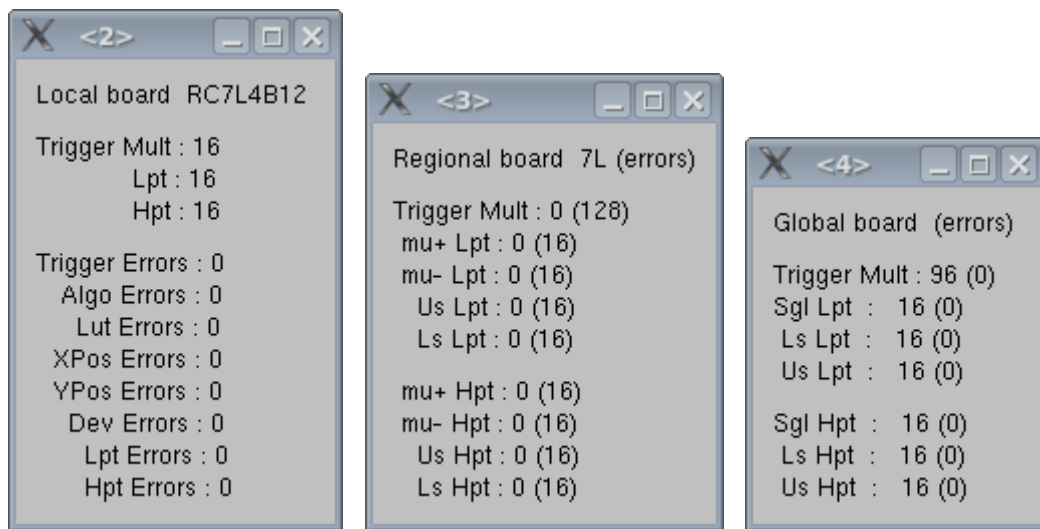 <2>
Local board RC7L4B12
Trigger Mult : 16
Lpt : 16
Hpt : 16
Trigger Errors : 0
Algo Errors : 0
Lut Errors : 0
XPos Errors : 0
YPos Errors : 0
Dev Errors : 0
Lpt Errors : 0
Hpt Errors : 0
<3>
Regional board 7L (errors)
Trigger Mult : 0 (128)
mu+ Lpt : 0 (16)
mu- Lpt : 0 (16)
Us Lpt : 0 (16)
Ls Lpt : 0 (16)
mu+ Hpt : 0 (16)
mu- Hpt : 0 (16)
Us Hpt : 0 (16)
Ls Hpt : 0 (16)
<4>
Global board (errors)
Trigger Mult : 96 (0)
Sgl Lpt : 16 (0)
Ls Lpt : 16 (0)
Us Lpt : 16 (0)
Sgl Hpt : 16 (0)
Ls Hpt : 16 (0)
Us Hpt : 16 (0)